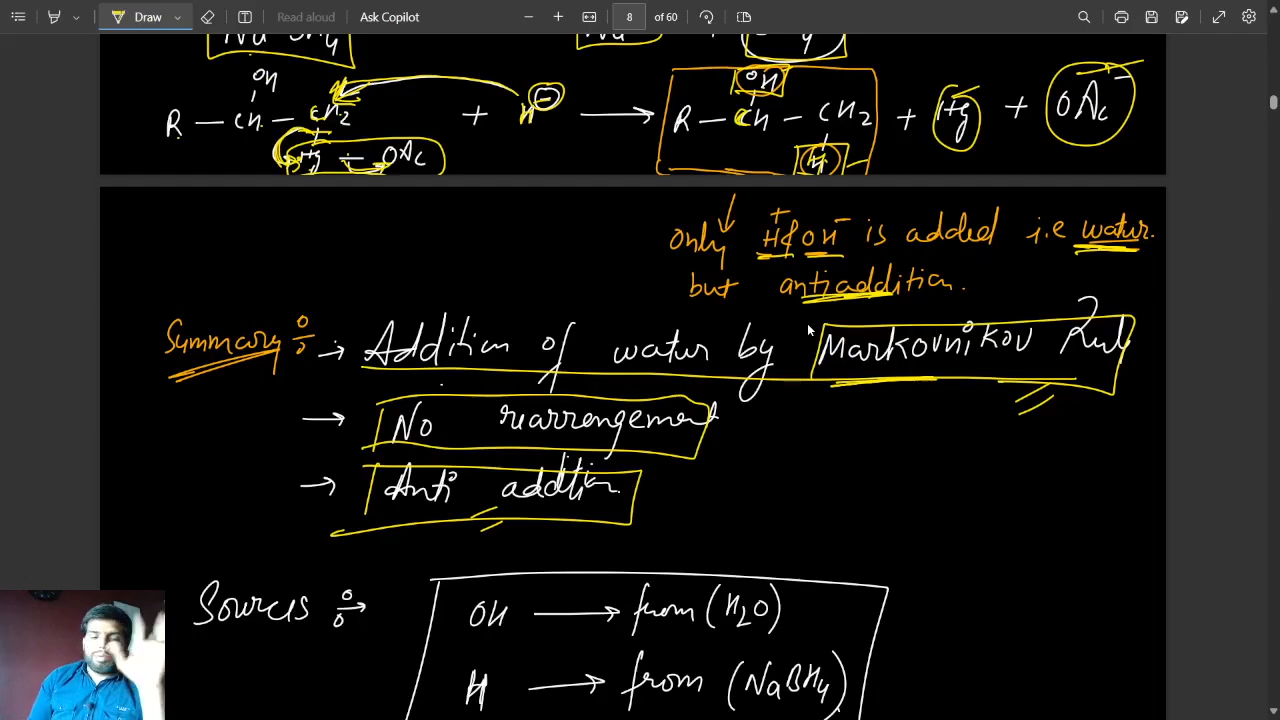 Draw
Read aloud
Ask Copilot
8
of 60
OH
R — CH — CH2 + H ⊖ → R — CH — CH2 + Hg + OAc −
Hg — OAc
OH
H
only H+ & OH− is added i.e water.
but antiaddition.
Summary :→ Addition of water by Markovnikov Rule
→ No rearrengement
→ Anti addition.
Sources :→
OH → from (H2O)
H → from (NaBH4)